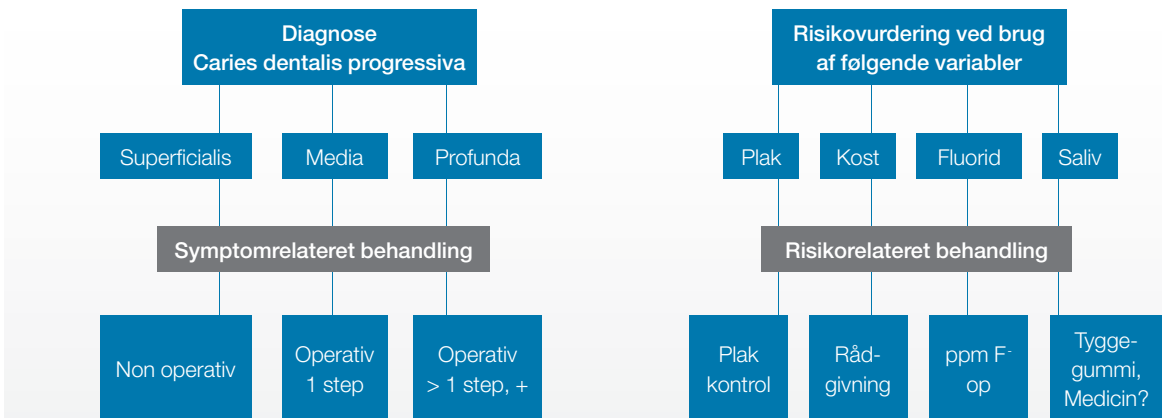 Diagnose
Caries dentalis progressiva
Superficialis
Media
Profunda
Symptomrelateret behandling
Non operativ
Operativ
1 step
Operativ
> 1 step, +
Risikovurdering ved brug
af følgende variabler
Plak
Kost
Fluorid
Saliv
Risikorelateret behandling
Plak
kontrol
Råd-
givning
ppm F-
op
Tygge-
gummi,
Medicin?